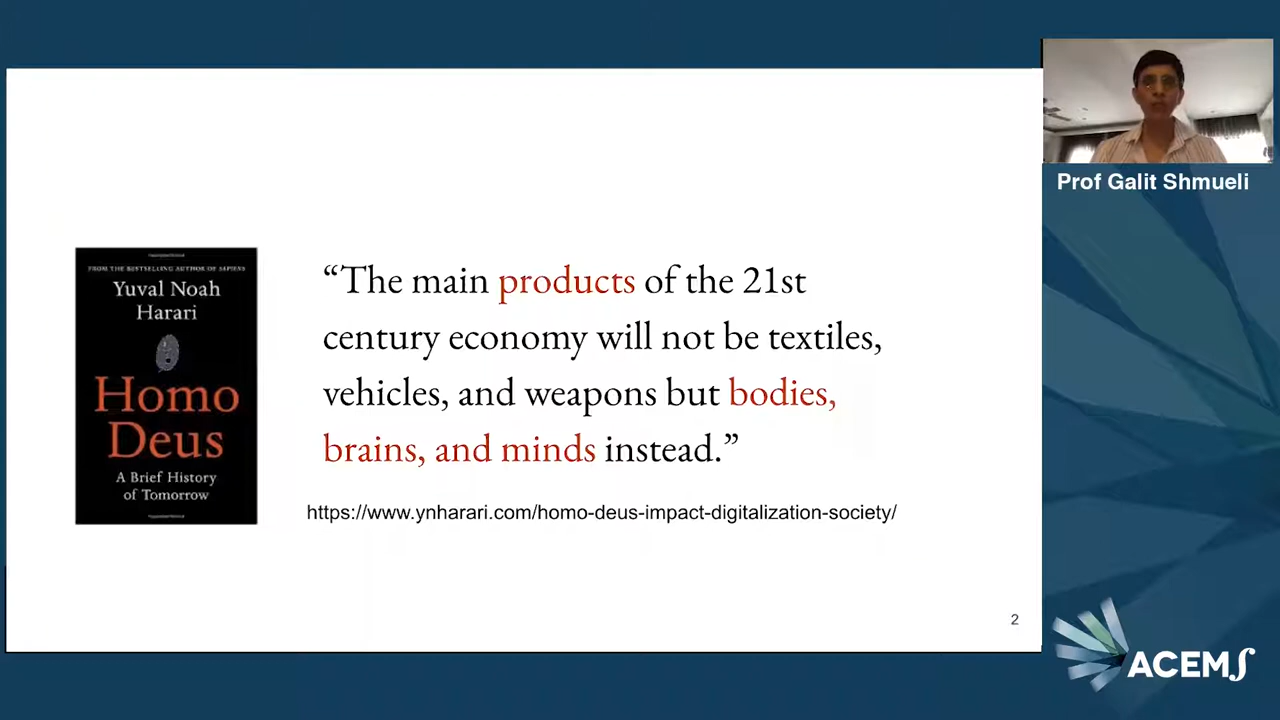 Prof Galit Shmueli
FROM THE BESTSELLING AUTHOR OF SAPIENS
Yuval Noah
Harari
Homo
Deus
A Brief History
of Tomorrow
“The main products of the 21st
century economy will not be textiles,
vehicles, and weapons but bodies,
brains, and minds instead.”
https://www.ynharari.com/homo-deus-impact-digitalization-society/
2
ACEMS